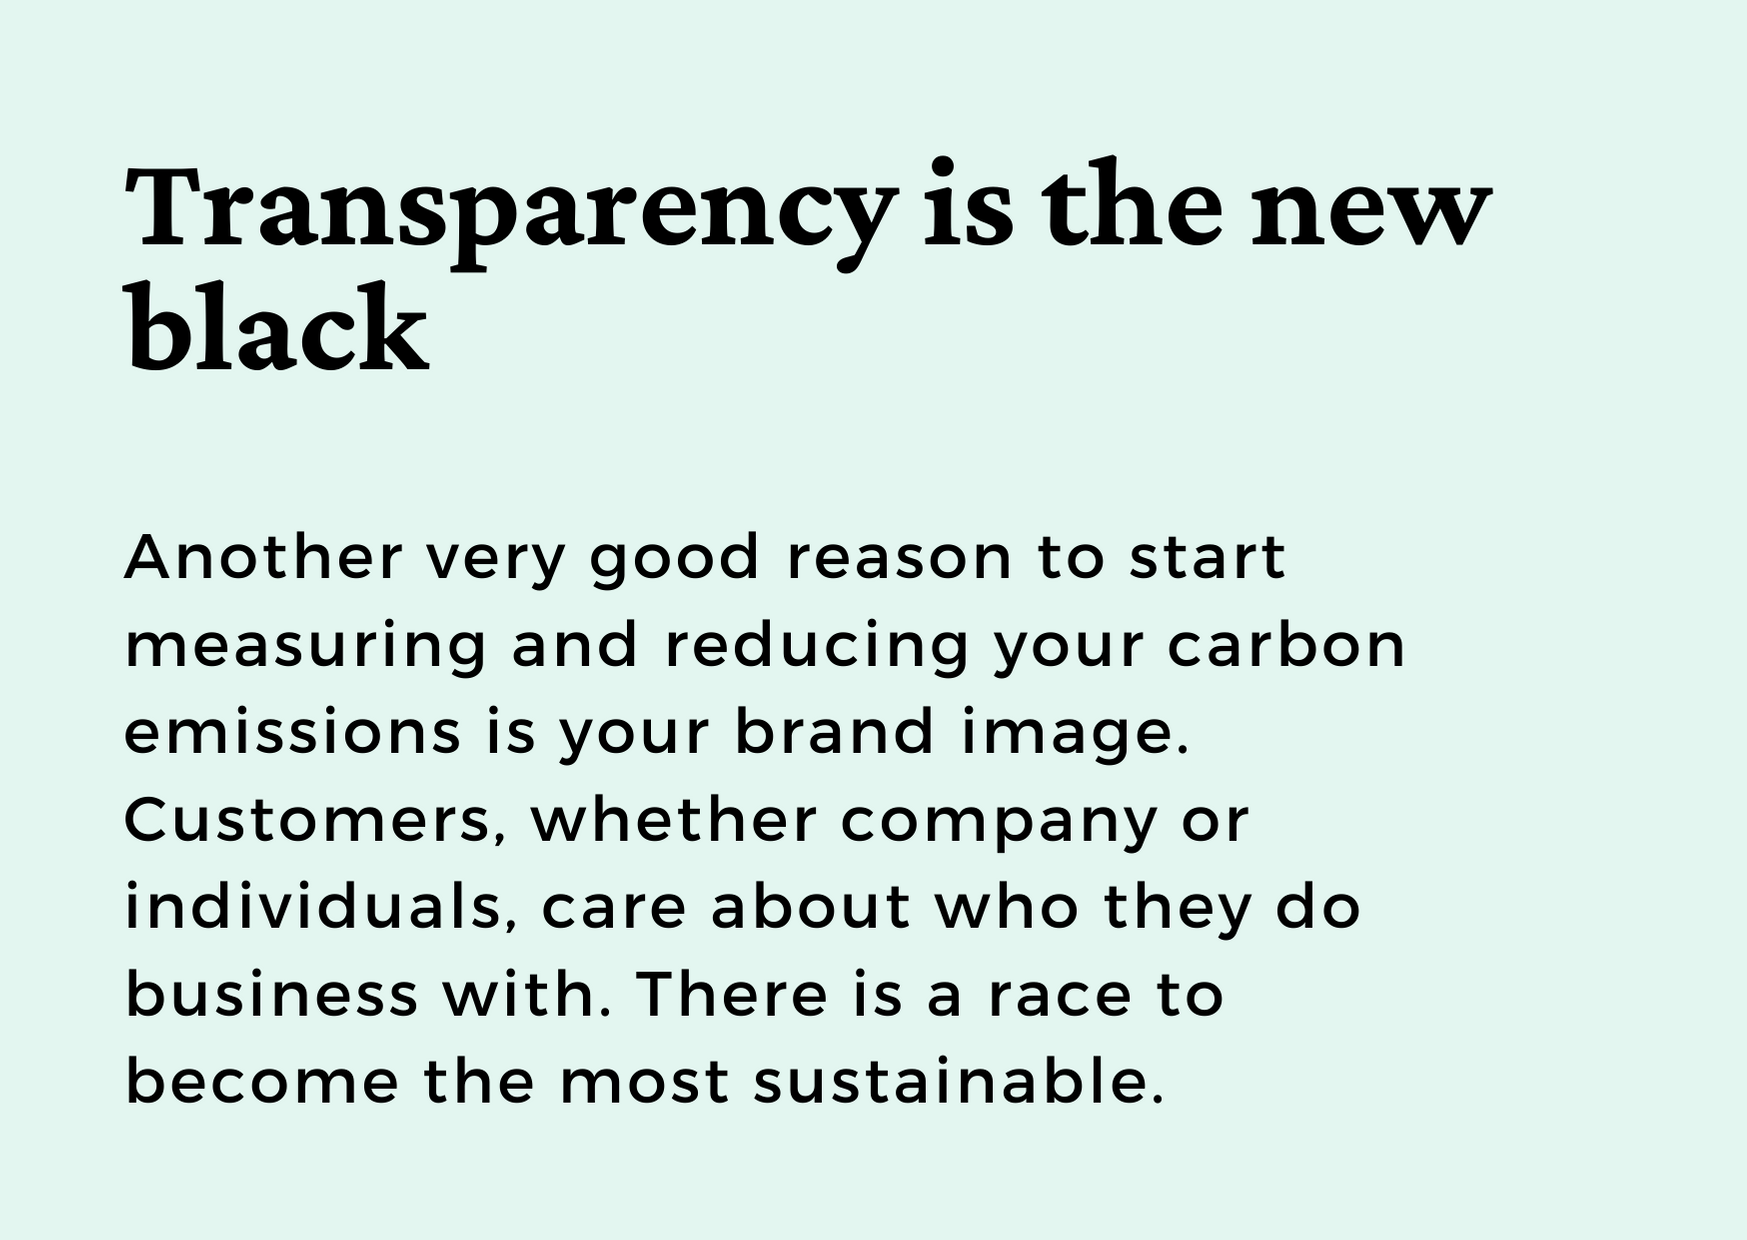 Transparency is the new
black
Another very good reason to start
measuring and reducing your carbon
emissions is your brand image.
Customers, whether company or
individuals, care about who they do
business with. There is a race to
become the most sustainable.